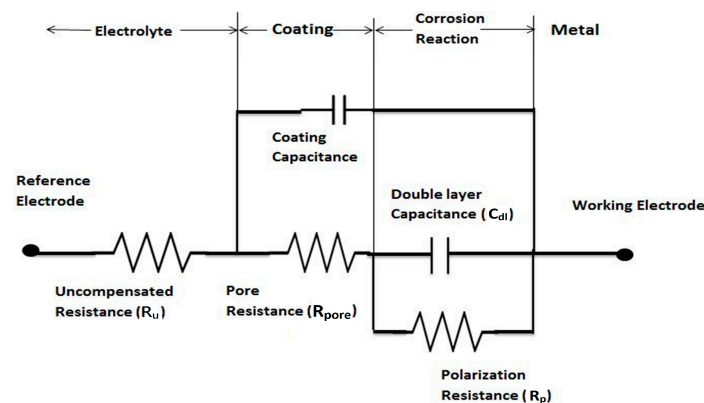 Electrolyte
Coating
Corrosion
Reaction
Metal
Coating
Capacitance
Reference
Electrode
Double layer
Capacitance (Cdl)
Working Electrode
Uncompensated
Resistance (Ru)
Pore
Resistance (Rpore)
Polarization
Resistance (Rp)